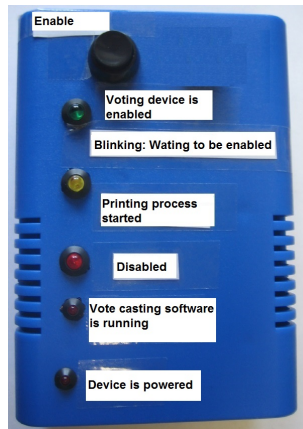 Enable
Voting device is
enabled
Blinking: Wating to be enabled
Printing process
started
Disabled
Vote casting software
is running
Device is powered